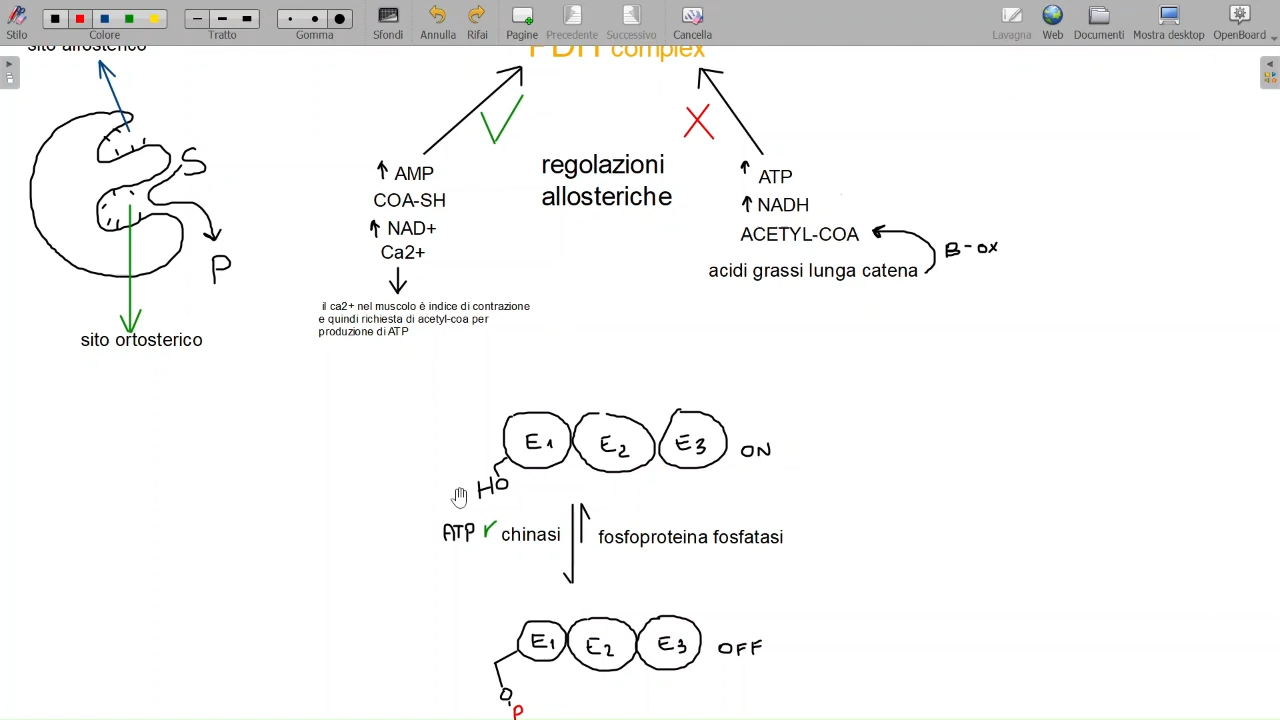 Stilo
Colore
Tratto
Gomma
Sfondi
Annulla
Rifai
Pagine
Precedente
Successivo
Cancella
Lavagna
Web
Documenti
Mostra desktop
OpenBoard
sito allosterico
PDH complex
S
P
sito ortosterico
AMP
COA-SH
NAD+
Ca2+
il ca2+ nel muscolo è indice di contrazione
e quindi richiesta di acetyl-coa per
produzione di ATP
regolazioni
allosteriche
ATP
NADH
ACETYL-COA
acidi grassi lunga catena
B-OX
E1 E2 E3 ON
HO
ATP chinasi
fosfoproteina fosfatasi
E1 E2 E3 OFF
O
P